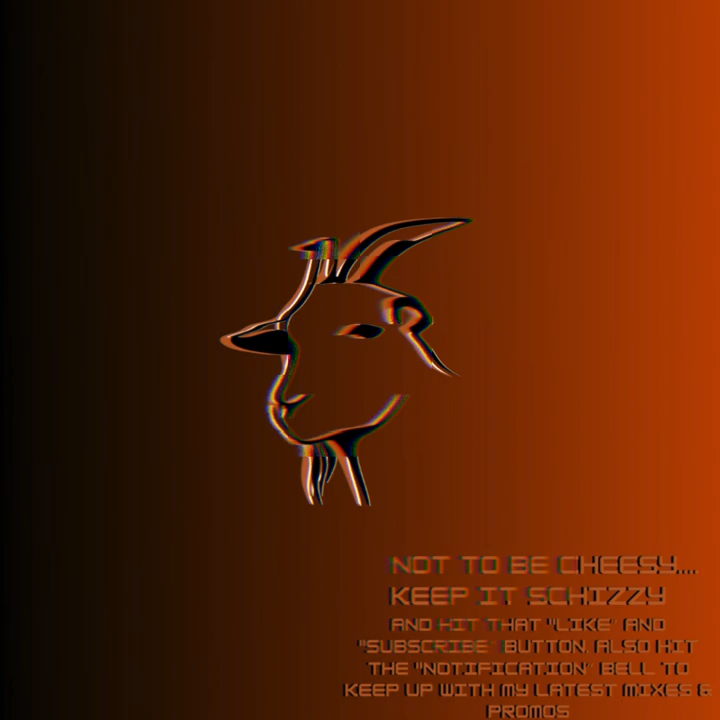 NOT TO BE CHEESY....
KEEP IT SCHIZZY
AND HIT THAT "LIKE" AND
"SUBSCRIBE" BUTTON, ALSO HIT
THE "NOTIFICATION" BELL TO
KEEP UP WITH MY LATEST MIXES &
PROMOS